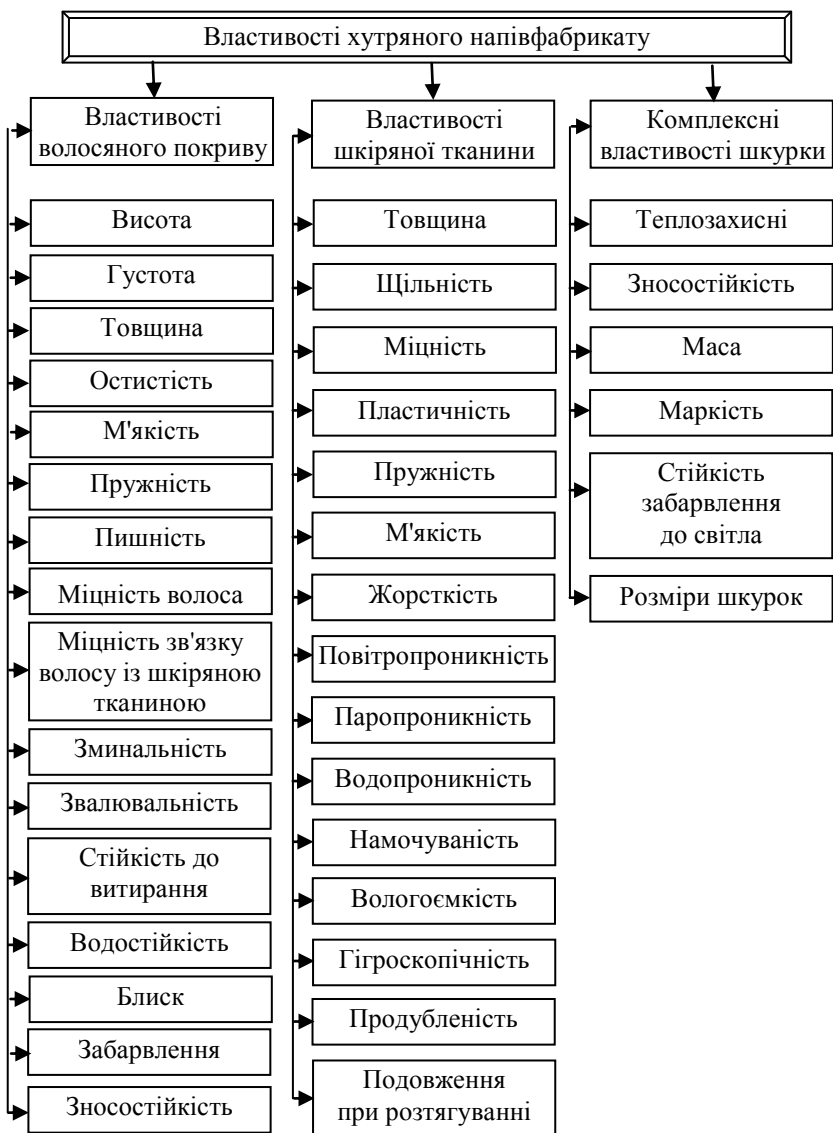 Властивості хутряного напівфабрикату
Властивості
волосяного покриву
Висота
Густота
Товщина
Остистість
М'якість
Пружність
Пишність
Міцність волоса
Міцність зв'язку
волосу із шкіряною
тканиною
Зминальність
Звалювальність
Стійкість до
витирання
Водостійкість
Блиск
Забарвлення
Зносостійкість
Властивості
шкіряної тканини
Товщина
Щільність
Міцність
Пластичність
Пружність
М'якість
Жорсткість
Повітропроникність
Паропроникність
Водопроникність
Намочуваність
Вологоємкість
Гігроскопічність
Продубленість
Подовження
при розтягуванні
Комплексні
властивості шкурки
Теплозахисні
Зносостійкість
Маса
Маркість
Стійкість
забарвлення
до світла
Розміри шкурок